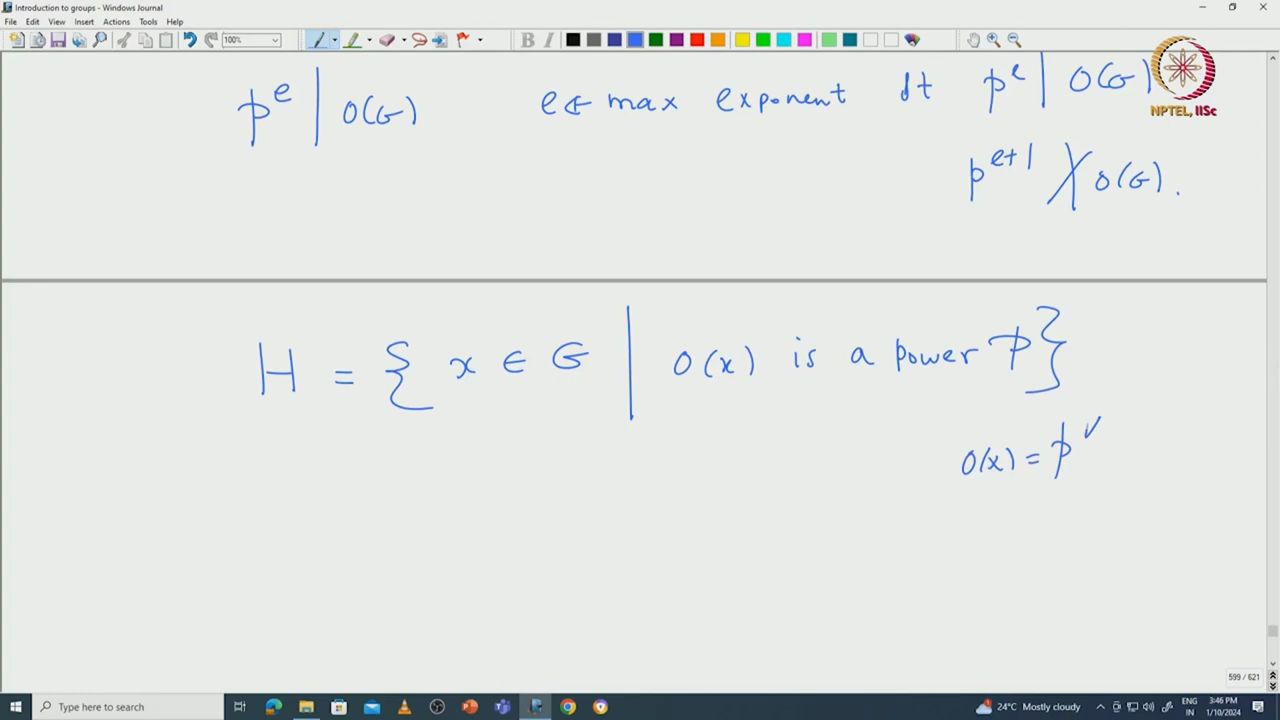 Introduction to groups - Windows Journal
File Edit View Insert Actions Tools Help
100%
B I
NPTEL, IISc
p^e | O(G) e ← max exponent st p^e | O(G)
p^{e+1} ∤ O(G).
H = { x ∈ G | O(x) is a power p }
O(x) = p^r
599 / 621
Type here to search
24°C Mostly cloudy
ENG
IN
3:46 PM
1/10/2024